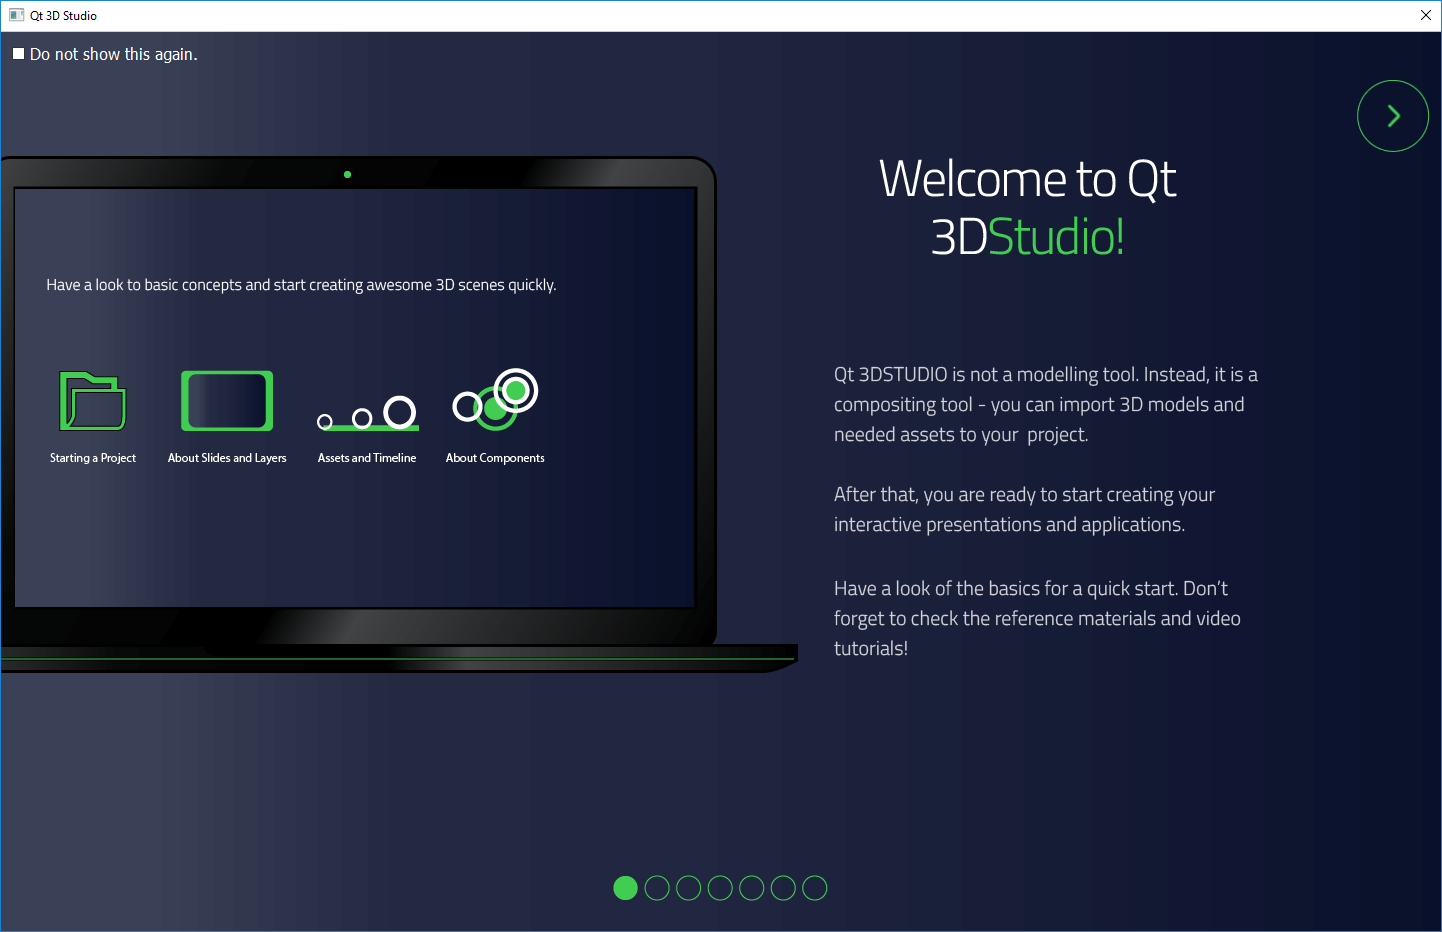 Qt 3D Studio
Do not show this again.
Welcome to Qt
3DStudio!
Have a look to basic concepts and start creating awesome 3D scenes quickly.
Starting a Project
About Slides and Layers
Assets and Timeline
About Components
Qt 3DSTUDIO is not a modelling tool. Instead, it is a
compositing tool - you can import 3D models and
needed assets to your  project.
After that, you are ready to start creating your
interactive presentations and applications.
Have a look of the basics for a quick start. Don’t
forget to check the reference materials and video
tutorials!